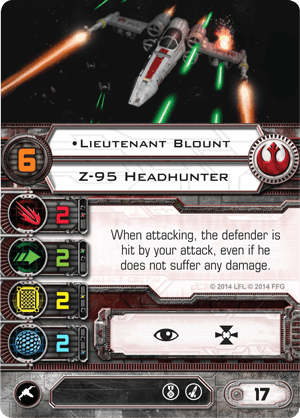 •Lieutenant Blount
6
Z-95 Headhunter
2
2
2
2
When attacking, the defender is
hit by your attack, even if he
does not suffer any damage.
© 2014 LFL © 2014 FFG
17